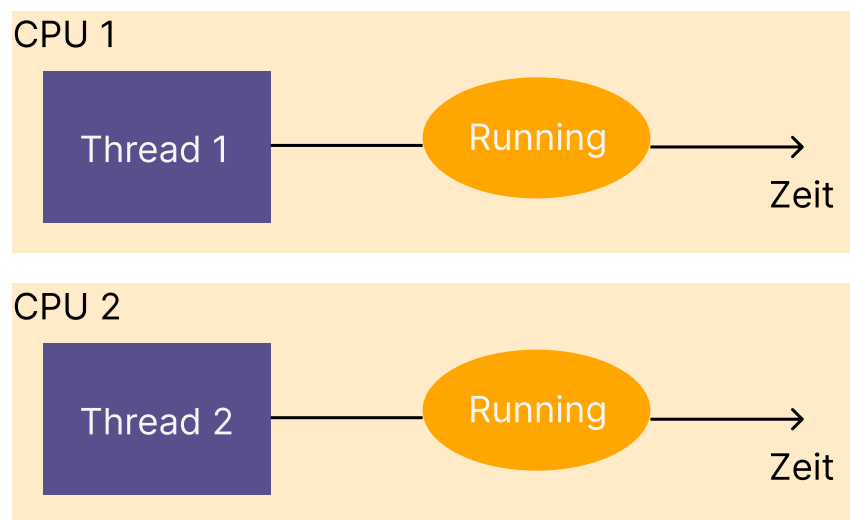 CPU 1
Thread 1
Running
Zeit
CPU 2
Thread 2
Running
Zeit